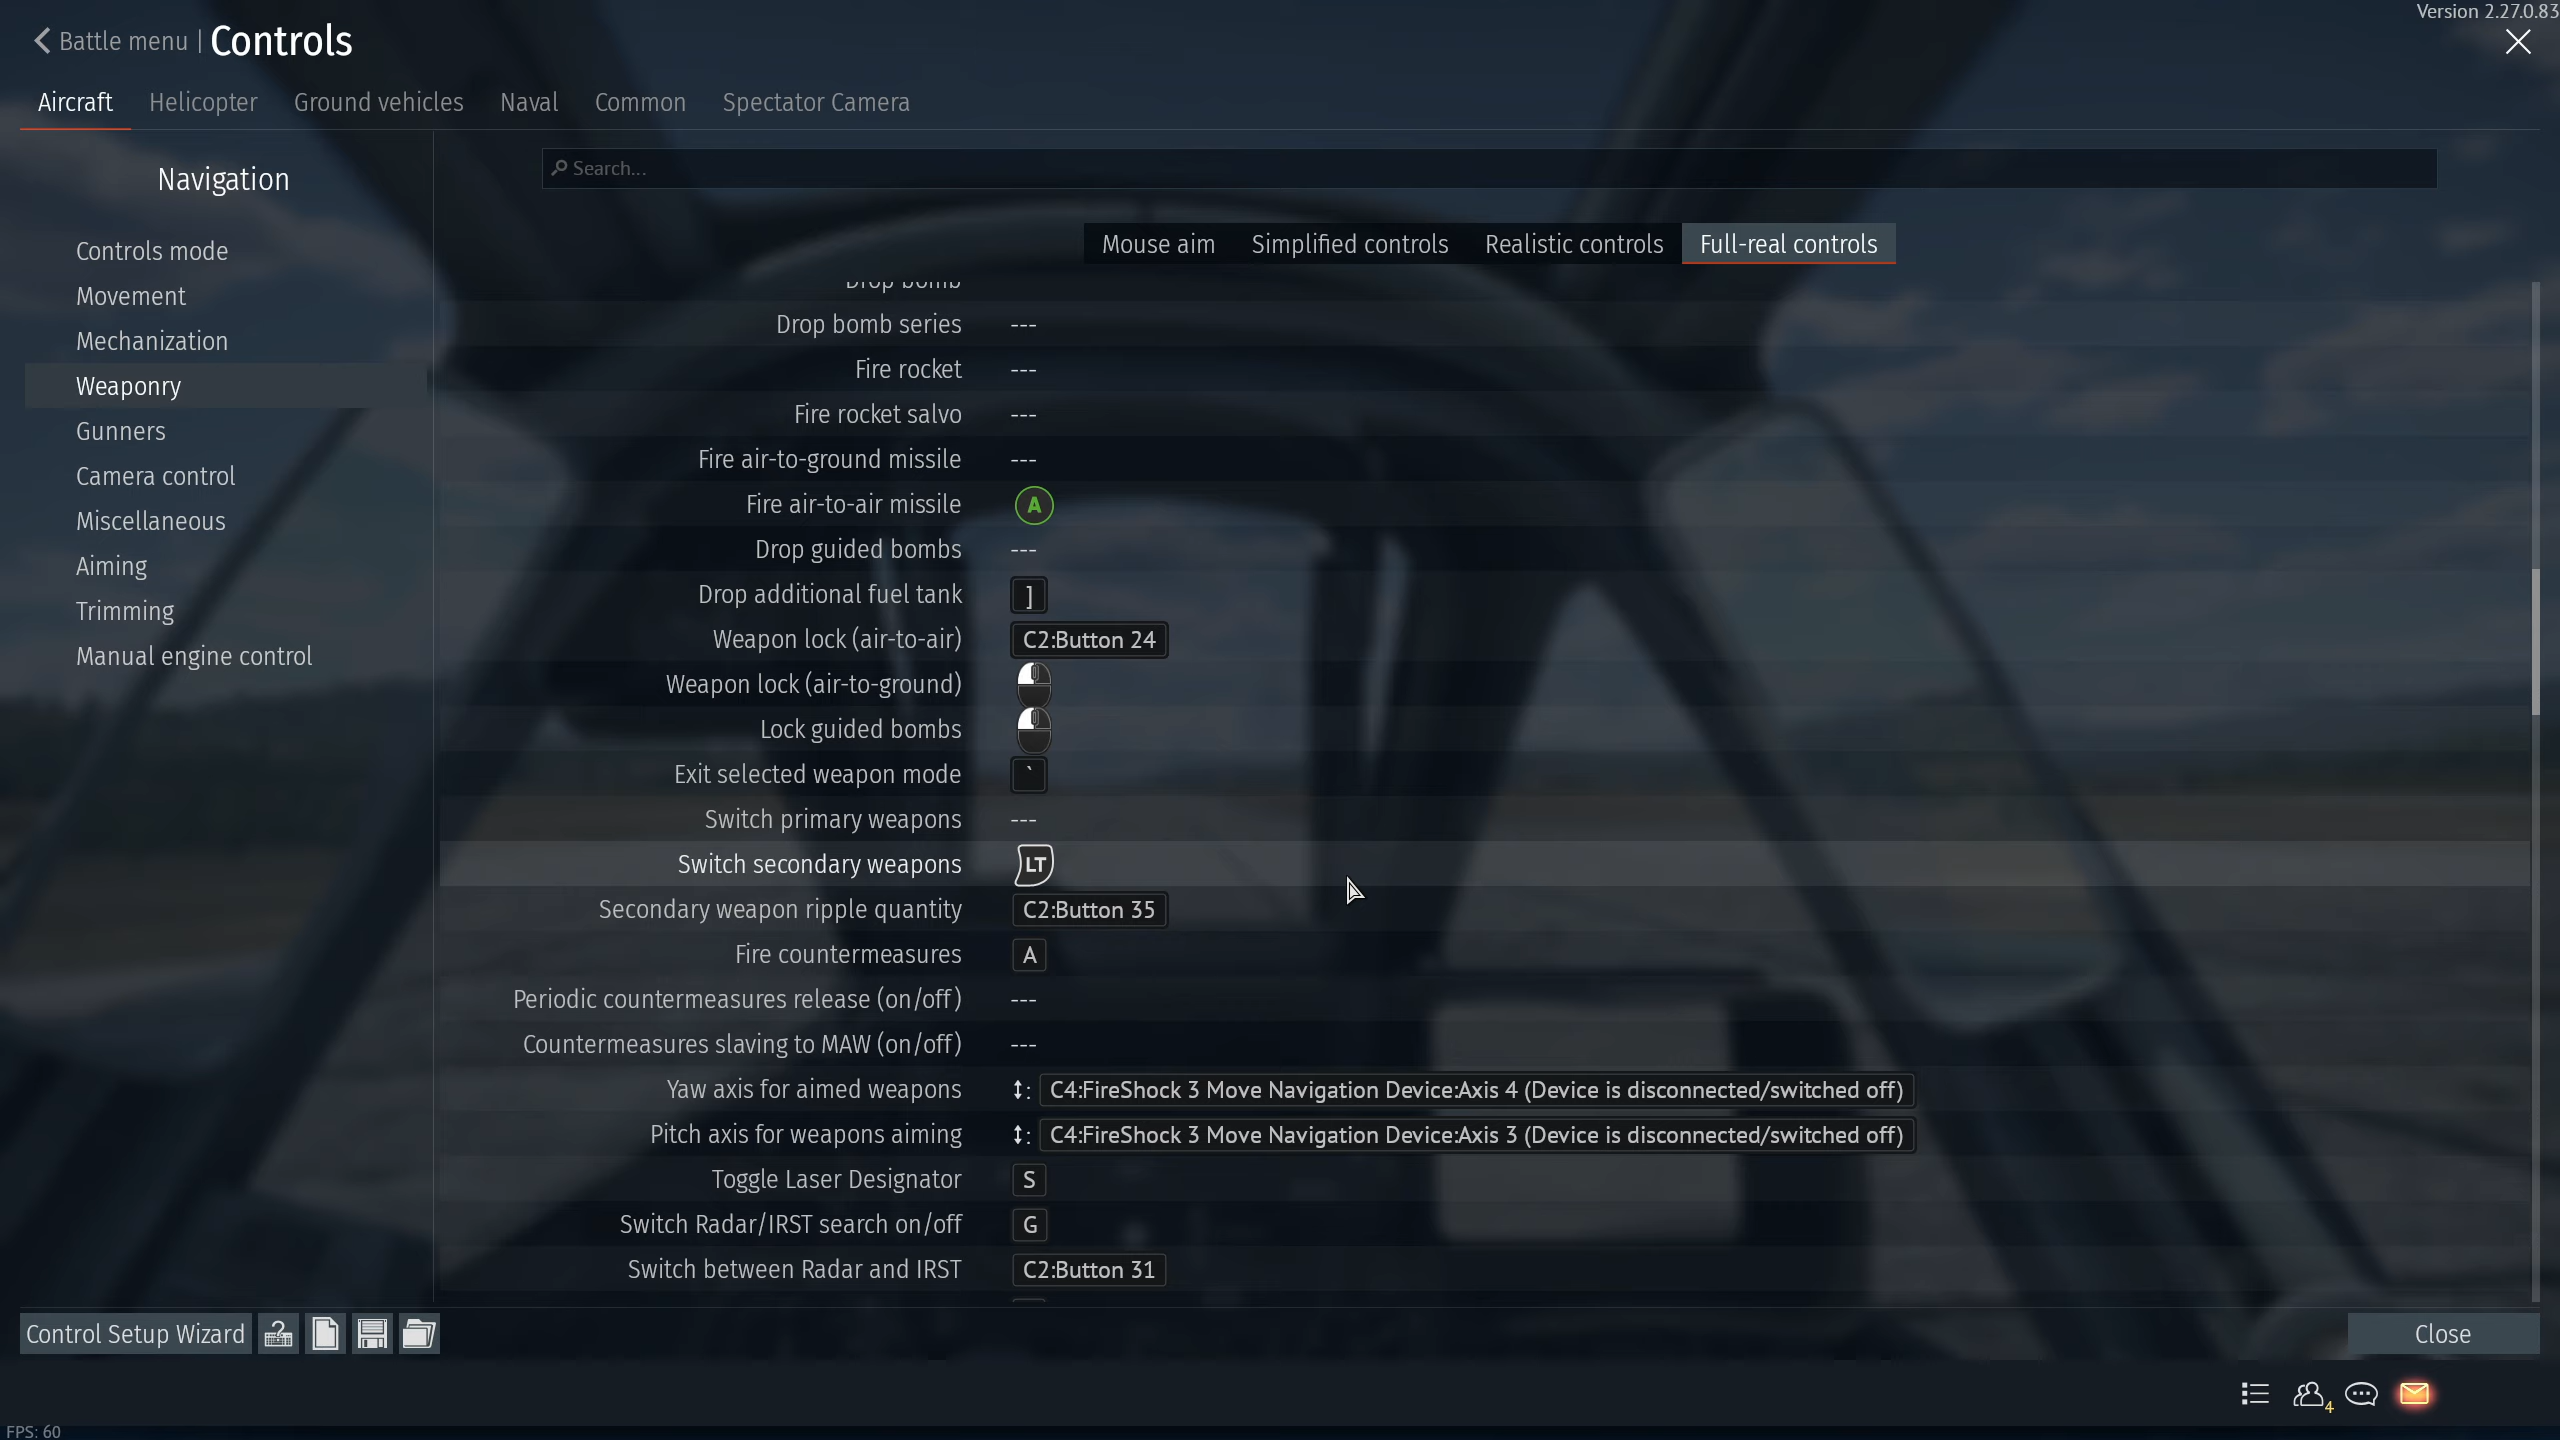 Version 2.27.0.83
Battle menu | Controls
Aircraft Helicopter Ground vehicles Naval Common Spectator Camera
Navigation
Controls mode
Movement
Mechanization
Weaponry
Gunners
Camera control
Miscellaneous
Aiming
Trimming
Manual engine control
Search...
Mouse aim Simplified controls Realistic controls Full-real controls
Drop bomb
Drop bomb series ---
Fire rocket ---
Fire rocket salvo ---
Fire air-to-ground missile ---
Fire air-to-air missile A
Drop guided bombs ---
Drop additional fuel tank ]
Weapon lock (air-to-air) C2:Button 24
Weapon lock (air-to-ground)
Lock guided bombs
Exit selected weapon mode `
Switch primary weapons ---
Switch secondary weapons LT
Secondary weapon ripple quantity C2:Button 35
Fire countermeasures A
Periodic countermeasures release (on/off) ---
Countermeasures slaving to MAW (on/off) ---
Yaw axis for aimed weapons : C4:FireShock 3 Move Navigation Device:Axis 4 (Device is disconnected/switched off)
Pitch axis for weapons aiming : C4:FireShock 3 Move Navigation Device:Axis 3 (Device is disconnected/switched off)
Toggle Laser Designator S
Switch Radar/IRST search on/off G
Switch between Radar and IRST C2:Button 31
Control Setup Wizard ? Close
4
FPS: 60